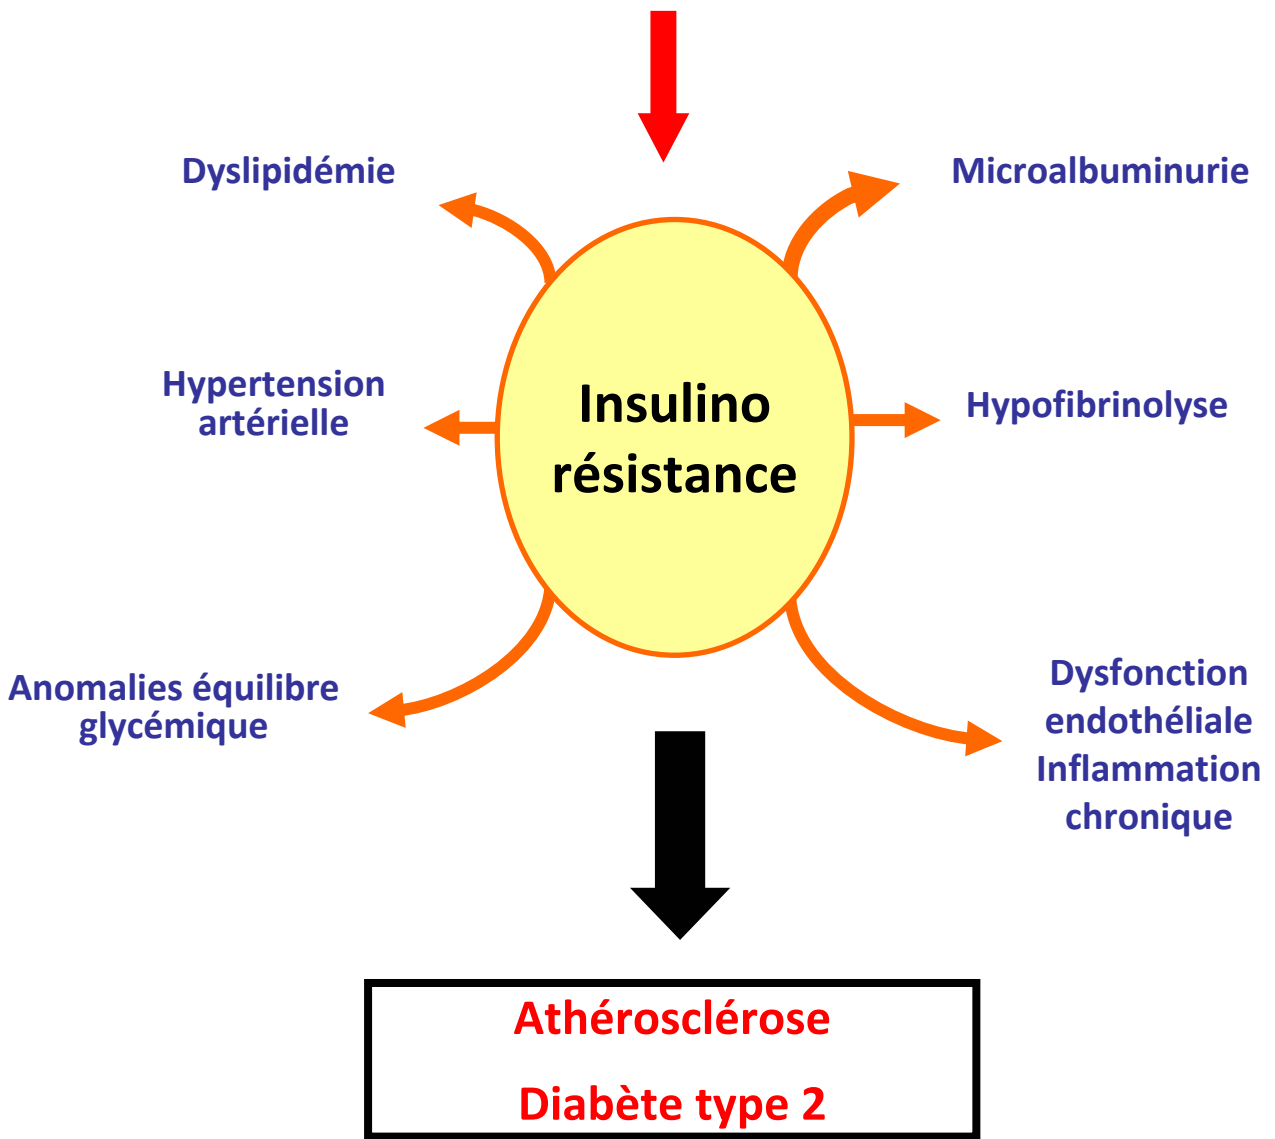 Dyslipidémie
Microalbuminurie
Hypertension
artérielle
Insulino
résistance
Hypofibrinolyse
Anomalies équilibre
glycémique
Dysfonction
endothéliale
Inflammation
chronique
Athérosclérose
Diabète type 2